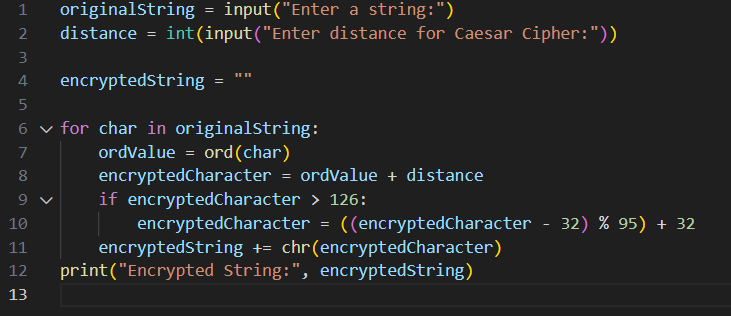 1 originalString = input("Enter a string:")
2 distance = int(input("Enter distance for Caesar Cipher:"))
3
4 encryptedString = ""
5
6 for char in originalString:
7     ordValue = ord(char)
8     encryptedCharacter = ordValue + distance
9     if encryptedCharacter > 126:
10         encryptedCharacter = ((encryptedCharacter - 32) % 95) + 32
11     encryptedString += chr(encryptedCharacter)
12 print("Encrypted String:", encryptedString)
13